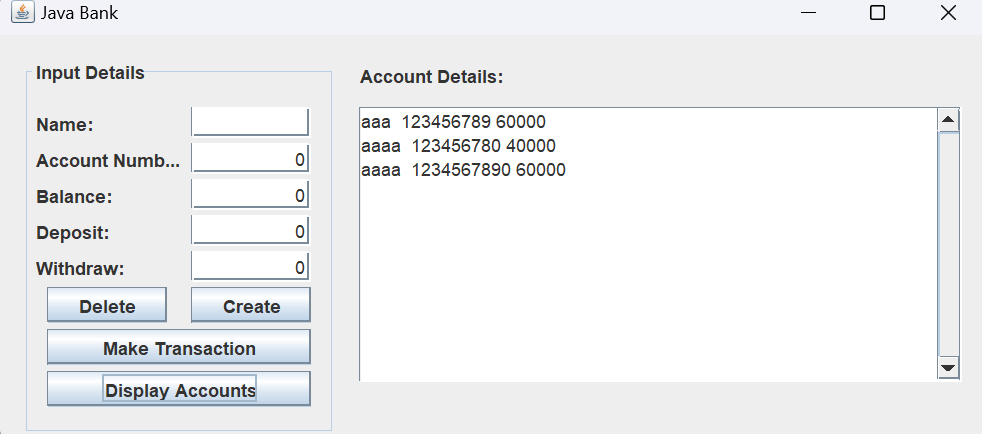 Java Bank
Input Details
Name:
Account Numb... 0
Balance: 0
Deposit: 0
Withdraw: 0
Delete Create
Make Transaction
Display Accounts
Account Details:
aaa 123456789 60000
aaaa 123456780 40000
aaaa 1234567890 60000